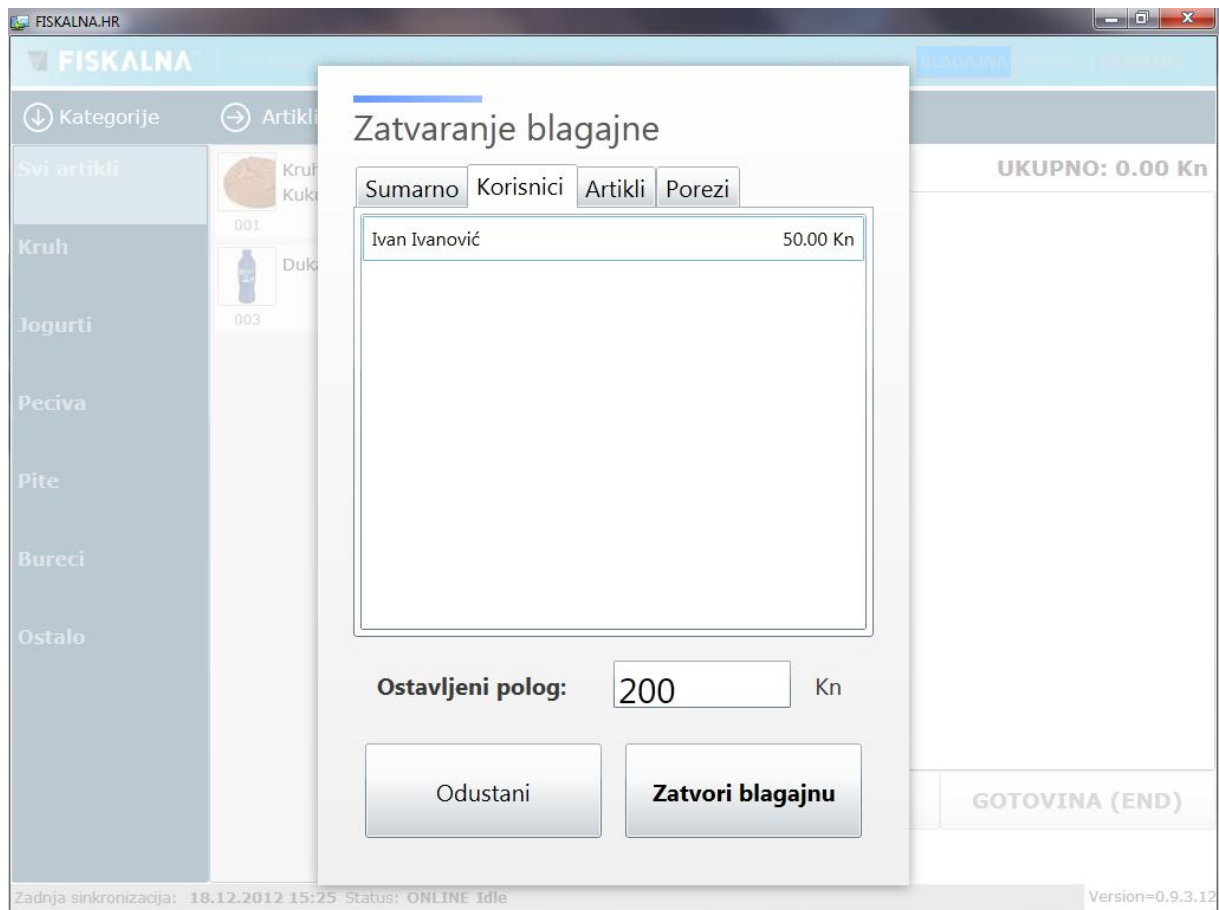 FISKALNA.HR
FISKALNA
BLAGAJNA
Kategorije
Artikli
Zatvaranje blagajne
Svi artikli
UKUPNO: 0.00 Kn
Sumarno
Korisnici
Artikli
Porezi
001
Ivan Ivanović 50.00 Kn
Kruh
003
Jogurti
Peciva
Pite
Bureci
Ostalo
Ostavljeni polog: 200 Kn
Odustani
Zatvori blagajnu
GOTOVINA (END)
Zadnja sinkronizacija: 18.12.2012 15:25 Status: ONLINE Idle
Version=0.9.3.12